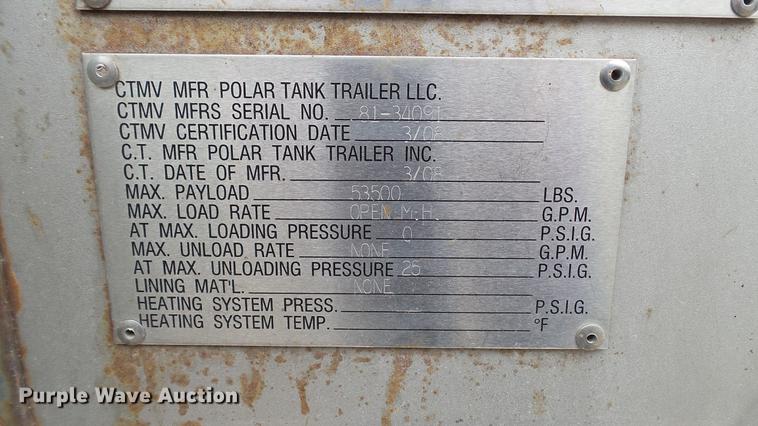 CTMV MFR POLAR TANK TRAILER LLC.
CTMV MFRS SERIAL NO. 81-34091
CTMV CERTIFICATION DATE 3/08
C.T. MFR POLAR TANK TRAILER INC.
C.T. DATE OF MFR. 3/08
MAX. PAYLOAD 53500 LBS.
MAX. LOAD RATE OPEN M.H. G.P.M.
AT MAX. LOADING PRESSURE 0 P.S.I.G.
MAX. UNLOAD RATE NONE G.P.M.
AT MAX. UNLOADING PRESSURE 25 P.S.I.G.
LINING MAT'L. NONE
HEATING SYSTEM PRESS. P.S.I.G.
HEATING SYSTEM TEMP. °F
Purple Wave Auction